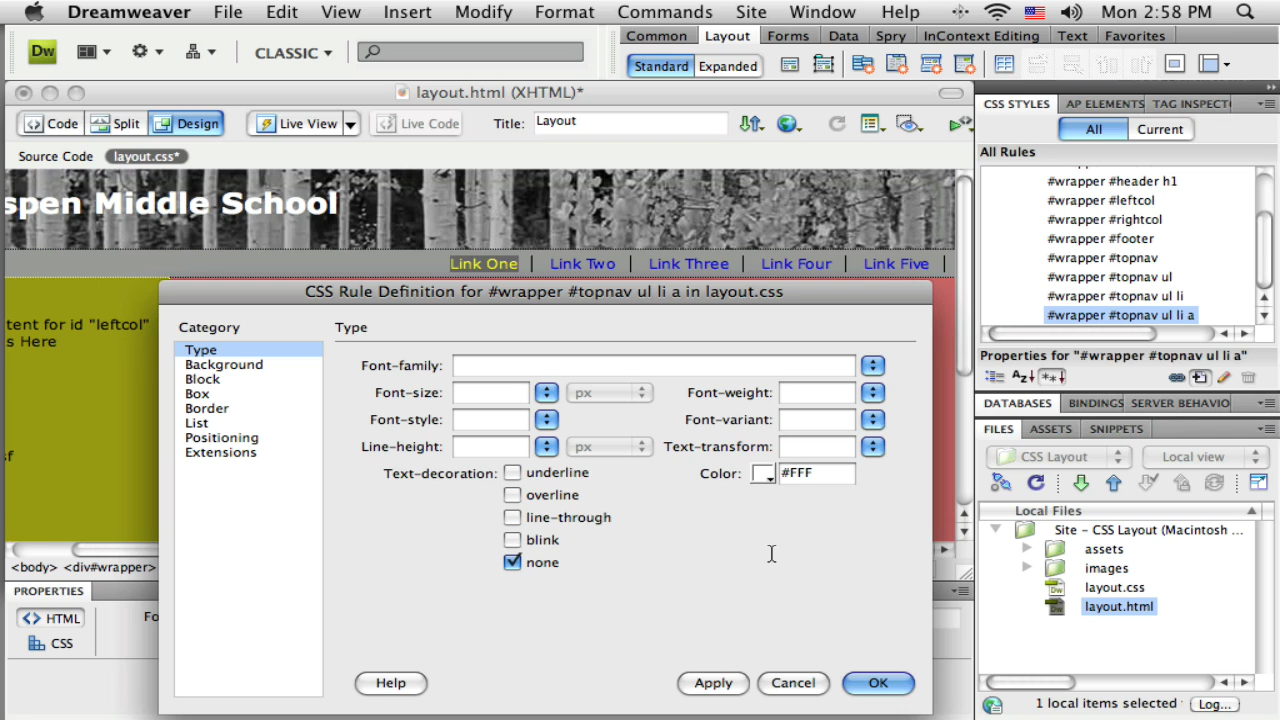 Dreamweaver File Edit View Insert Modify Format Commands Site Window Help Mon 2:58 PM
Dw CLASSIC
Common Layout Forms Data Spry InContext Editing Text Favorites
Standard Expanded
layout.html (XHTML)*
Code Split Design Live View Live Code Title: Layout
Source Code layout.css*
spen Middle School
Link One Link Two Link Three Link Four Link Five
tent for id "leftcol"
s Here
sf
CSS Rule Definition for #wrapper #topnav ul li a in layout.css
Category
Type
Background
Block
Box
Border
List
Positioning
Extensions
Type
Font-family:
Font-size: px Font-weight:
Font-style: Font-variant:
Line-height: px Text-transform:
Text-decoration: underline Color: #FFF
overline
line-through
blink
none
Help Apply Cancel OK
<body> <div#wrapper>
PROPERTIES
<> HTML Fo
CSS
CSS STYLES AP ELEMENTS TAG INSPECT
All Current
All Rules
#wrapper #header h1
#wrapper #leftcol
#wrapper #rightcol
#wrapper #footer
#wrapper #topnav
#wrapper #topnav ul
#wrapper #topnav ul li
#wrapper #topnav ul li a
Properties for "#wrapper #topnav ul li a"
DATABASES BINDINGS SERVER BEHAVIO
FILES ASSETS SNIPPETS
CSS Layout Local view
Local Files
Site – CSS Layout (Macintosh ...
assets
images
layout.css
layout.html
1 local items selected Log...